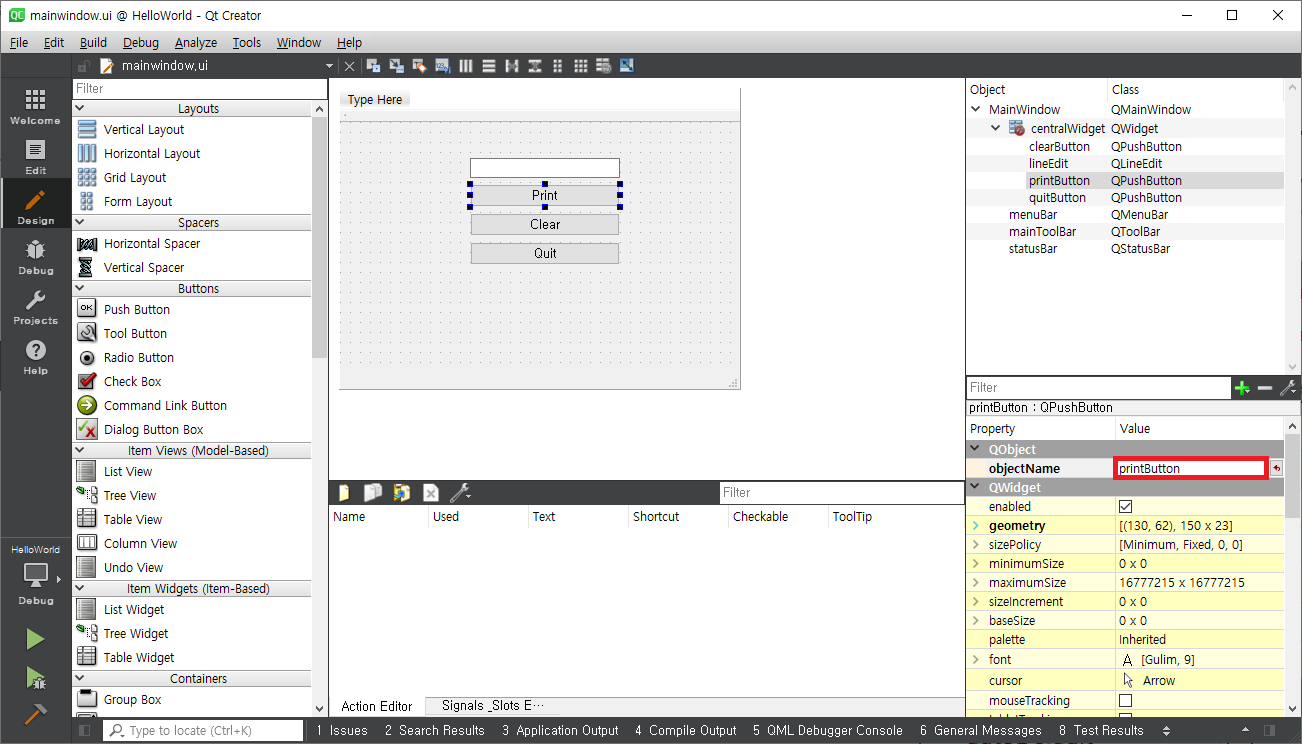 mainwindow.ui @ HelloWorld - Qt Creator
File Edit Build Debug Analyze Tools Window Help
mainwindow.ui
Welcome
Edit
Design
Debug
Projects
Help
HelloWorld
Debug
Filter
Layouts
Vertical Layout
Horizontal Layout
Grid Layout
Form Layout
Spacers
Horizontal Spacer
Vertical Spacer
Buttons
OK Push Button
Tool Button
Radio Button
Check Box
Command Link Button
Dialog Button Box
Item Views (Model-Based)
List View
Tree View
Table View
Column View
Undo View
Item Widgets (Item-Based)
List Widget
Tree Widget
Table Widget
Containers
Group Box
Type Here
Print
Clear
Quit
Filter
Name Used Text Shortcut Checkable ToolTip
Action Editor Signals _Slots E···
Object Class
MainWindow QMainWindow
centralWidget QWidget
clearButton QPushButton
lineEdit QLineEdit
printButton QPushButton
quitButton QPushButton
menuBar QMenuBar
mainToolBar QToolBar
statusBar QStatusBar
Filter
printButton : QPushButton
Property Value
QObject
objectName printButton
QWidget
enabled
geometry [(130, 62), 150 x 23]
sizePolicy [Minimum, Fixed, 0, 0]
minimumSize 0 x 0
maximumSize 16777215 x 16777215
sizeIncrement 0 x 0
baseSize 0 x 0
palette Inherited
font A [Gulim, 9]
cursor Arrow
mouseTracking
Type to locate (Ctrl+K) 1 Issues 2 Search Results 3 Application Output 4 Compile Output 5 QML Debugger Console 6 General Messages 8 Test Results